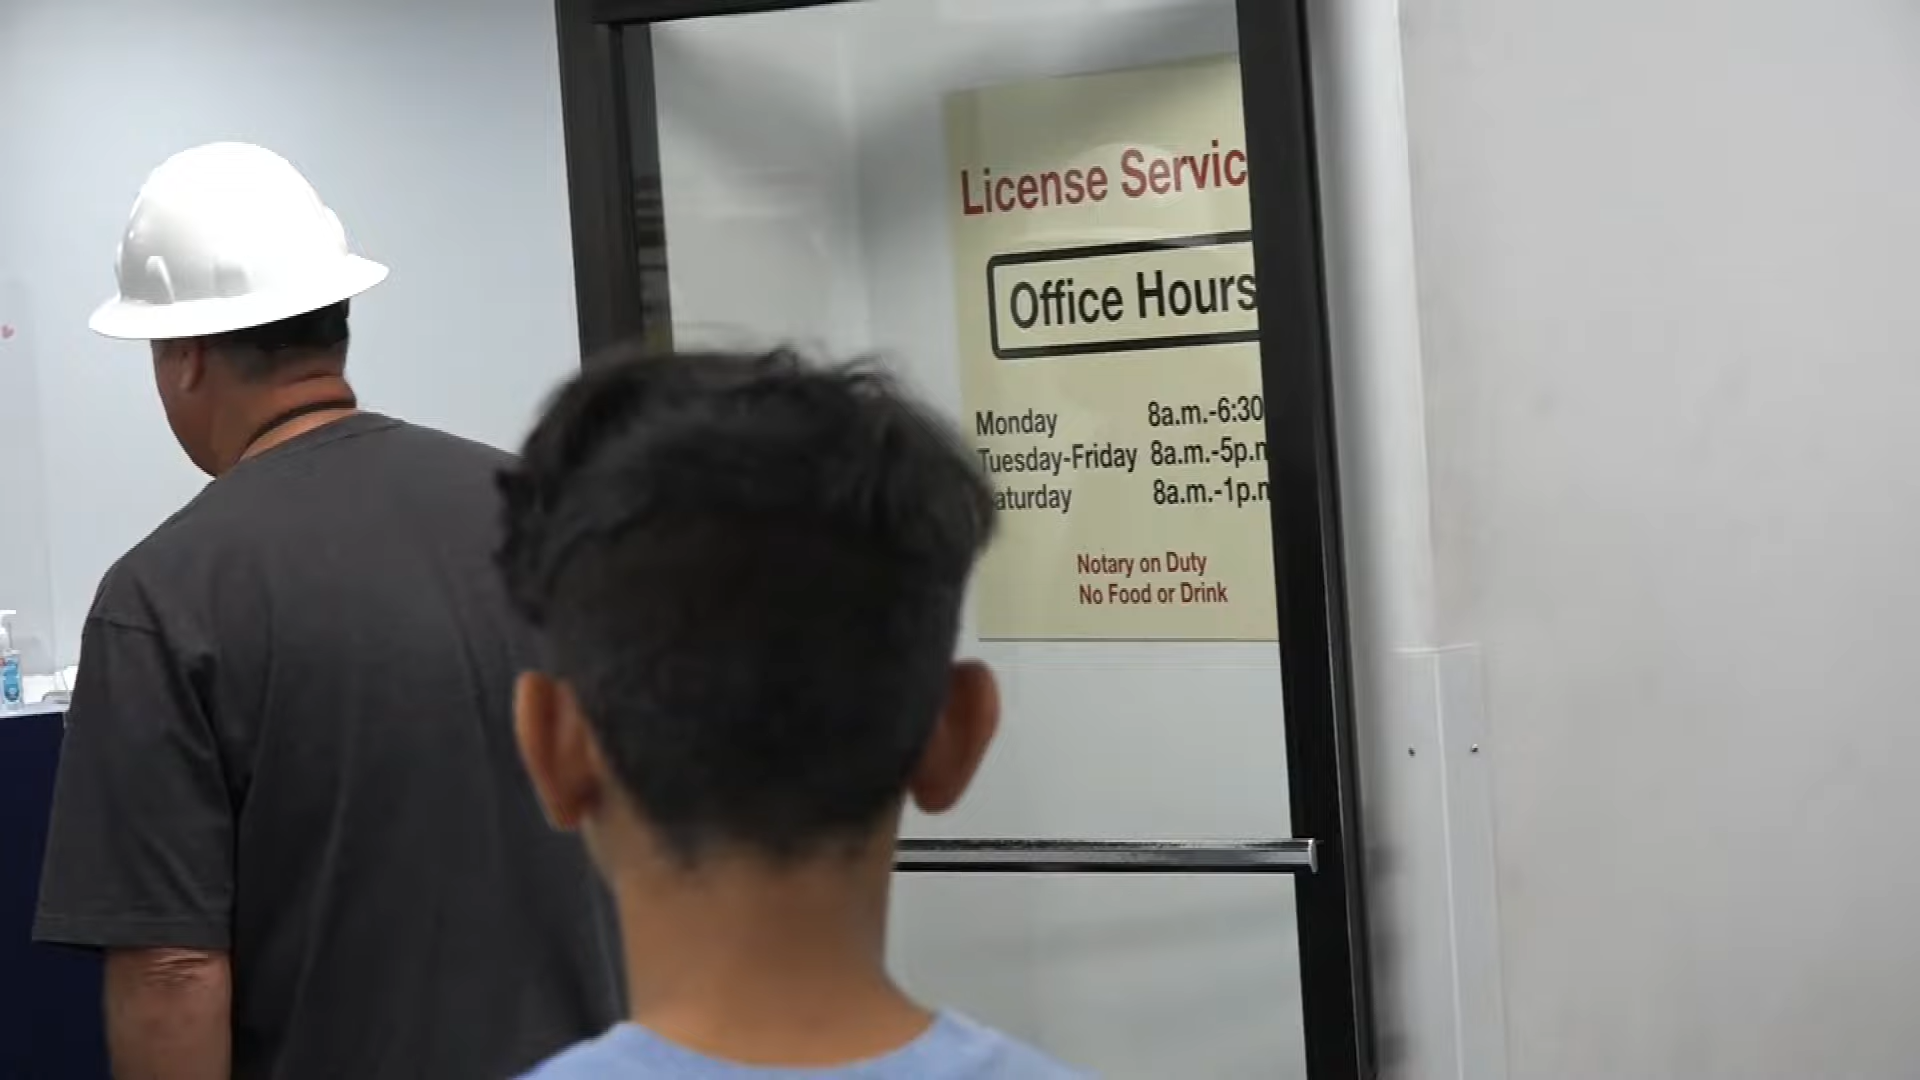 License Servic
Office Hours
Monday 8a.m.-6:30
Tuesday-Friday 8a.m.-5p.m
aturday 8a.m.-1p.m
Notary on Duty
No Food or Drink